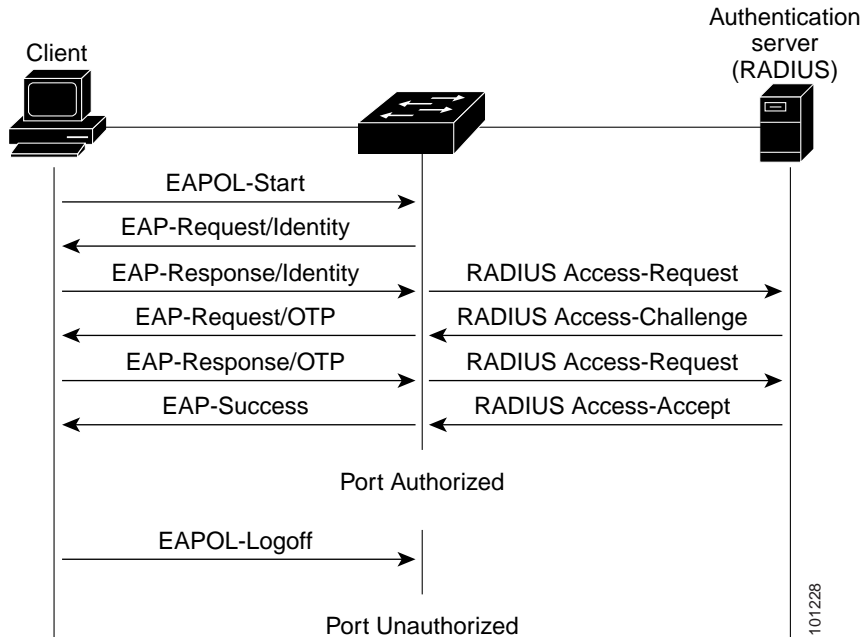 Client
Authentication
server
(RADIUS)
EAPOL-Start
EAP-Request/Identity
EAP-Response/Identity
RADIUS Access-Request
EAP-Request/OTP
RADIUS Access-Challenge
EAP-Response/OTP
RADIUS Access-Request
EAP-Success
RADIUS Access-Accept
Port Authorized
EAPOL-Logoff
Port Unauthorized
101228